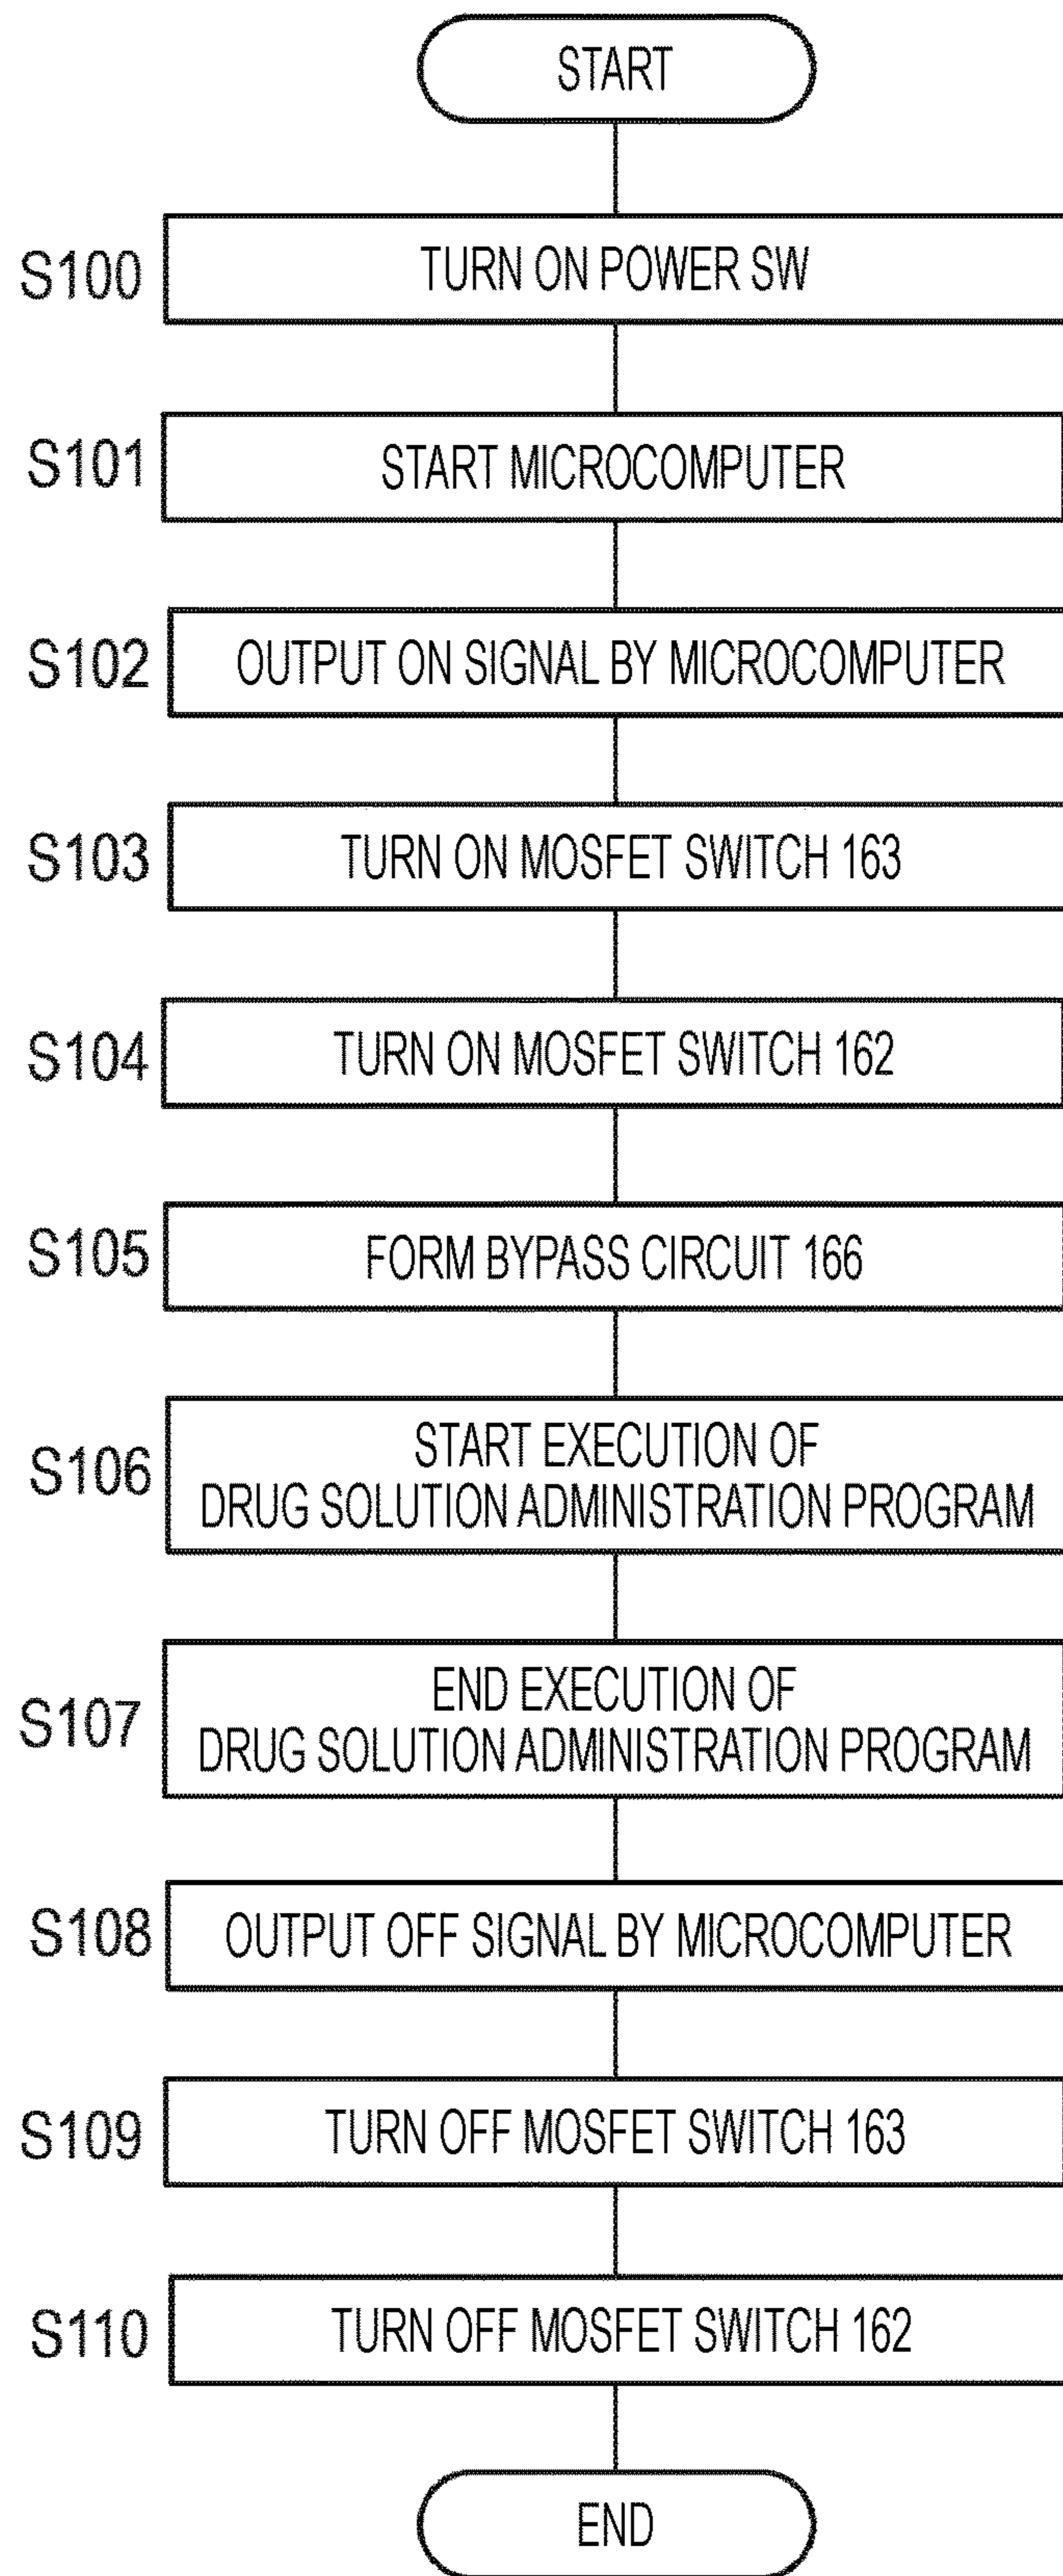 START
S100
TURN ON POWER SW
S101
START MICROCOMPUTER
S102
OUTPUT ON SIGNAL BY MICROCOMPUTER
S103
TURN ON MOSFET SWITCH 163
S104
TURN ON MOSFET SWITCH 162
S105
FORM BYPASS CIRCUIT 166
S106
START EXECUTION OF
DRUG SOLUTION ADMINISTRATION PROGRAM
S107
END EXECUTION OF
DRUG SOLUTION ADMINISTRATION PROGRAM
S108
OUTPUT OFF SIGNAL BY MICROCOMPUTER
S109
TURN OFF MOSFET SWITCH 163
S110
TURN OFF MOSFET SWITCH 162
END